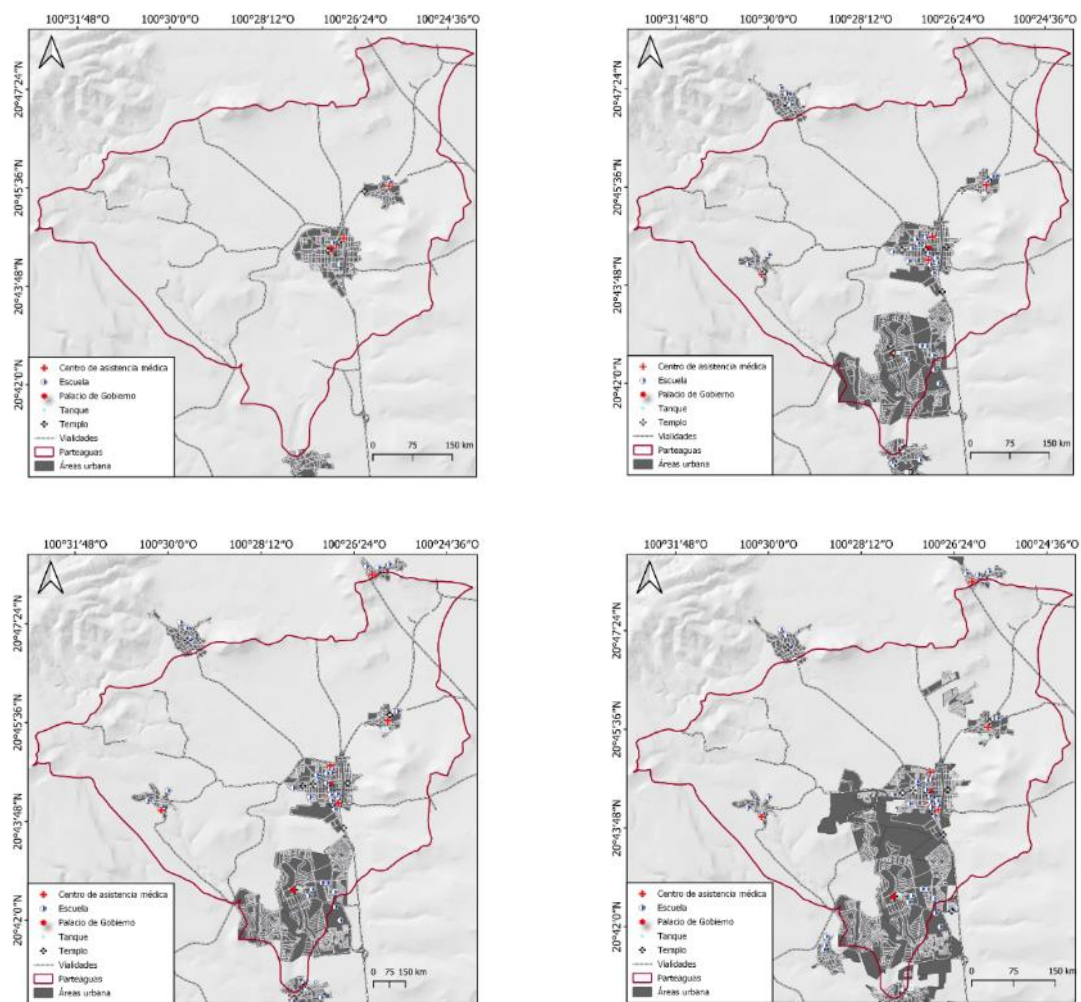 100°31'48"O 100°30'0"O 100°28'12"O 100°26'24"O 100°24'36"O
20°47'24"N
20°45'36"N
20°43'48"N
20°42'0"N
Centro de asistencia médica
Escuela
Palacio de Gobierno
Tanque
Templo
Vialidades
Parteaguas
Áreas urbana
0 75 150 km
100°31'48"O 100°30'0"O 100°28'12"O 100°26'24"O 100°24'36"O
20°47'24"N
20°45'36"N
20°43'48"N
20°42'0"N
Centro de asistencia médica
Escuela
Palacio de Gobierno
Tanque
Templo
Vialidades
Parteaguas
Áreas urbana
0 75 150 km
100°31'48"O 100°30'0"O 100°28'12"O 100°26'24"O 100°24'36"O
20°47'24"N
20°45'36"N
20°43'48"N
20°42'0"N
Centro de asistencia médica
Escuela
Palacio de Gobierno
Tanque
Templo
Vialidades
Parteaguas
Áreas urbana
0 75 150 km
100°31'48"O 100°30'0"O 100°28'12"O 100°26'24"O 100°24'36"O
20°47'24"N
20°45'36"N
20°43'48"N
20°42'0"N
Centro de asistencia médica
Escuela
Palacio de Gobierno
Tanque
Templo
Vialidades
Parteaguas
Áreas urbana
0 75 150 km